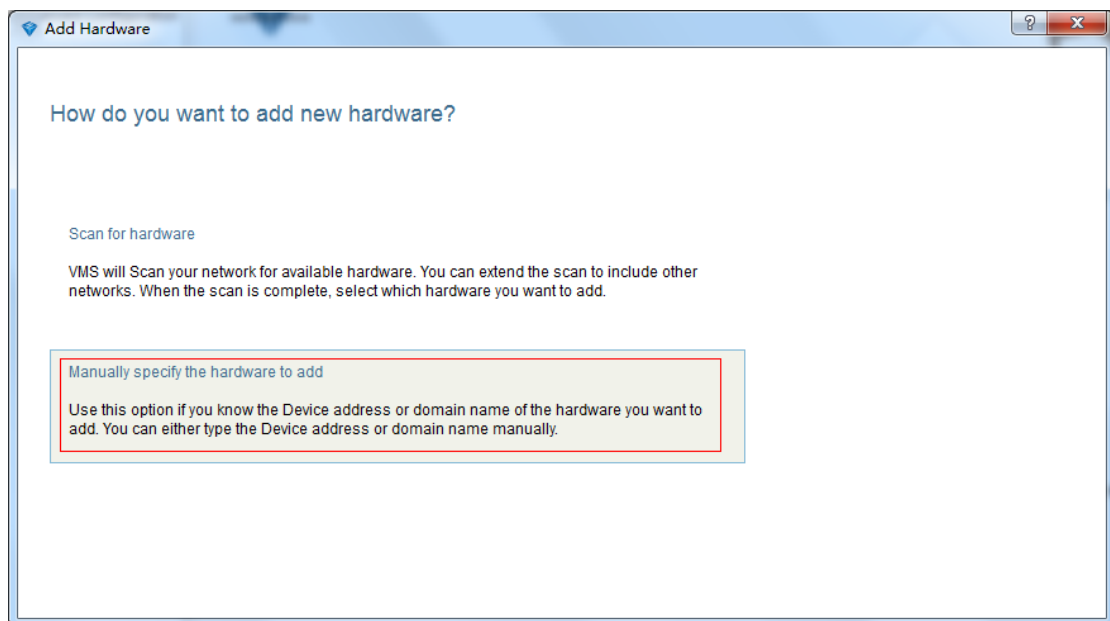 Add Hardware
How do you want to add new hardware?
Scan for hardware
VMS will Scan your network for available hardware. You can extend the scan to include other
networks. When the scan is complete, select which hardware you want to add.
Manually specify the hardware to add
Use this option if you know the Device address or domain name of the hardware you want to
add. You can either type the Device address or domain name manually.